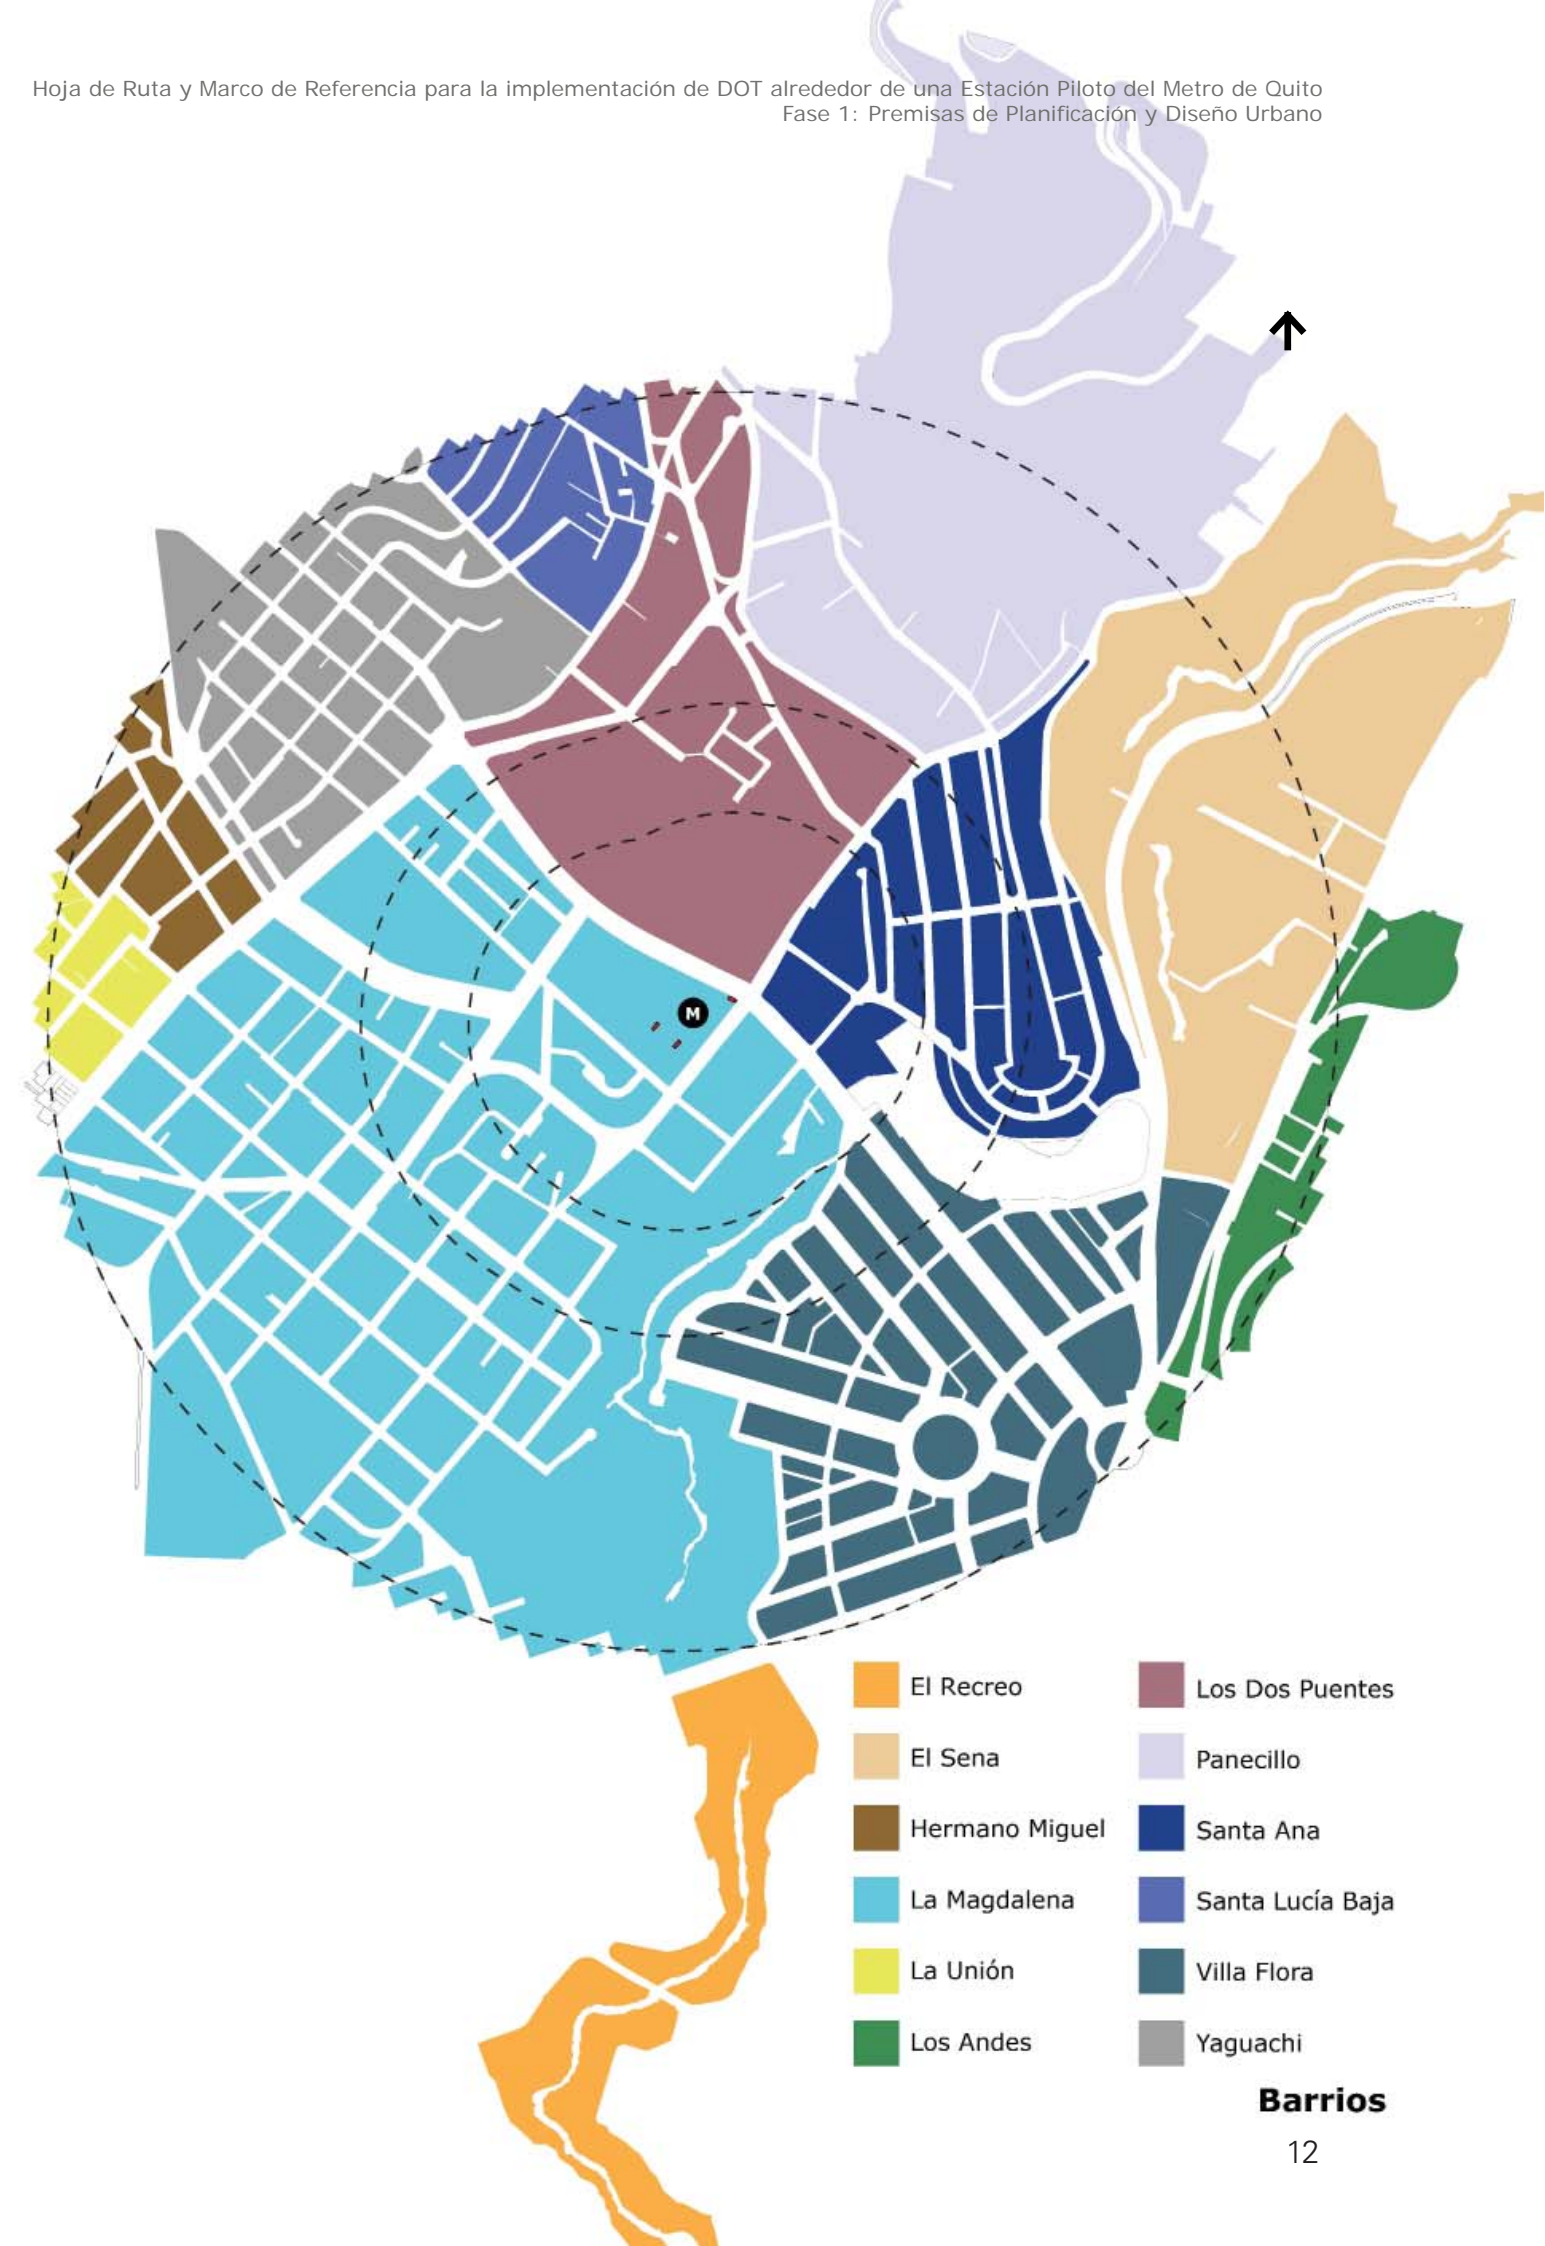 Hoja de Ruta y Marco de Referencia para la implementación de DOT alrededor de una Estación Piloto del Metro de Quito
Fase 1: Premisas de Planificación y Diseño Urbano
M
El Recreo
El Sena
Hermano Miguel
La Magdalena
La Unión
Los Andes
Los Dos Puentes
Panecillo
Santa Ana
Santa Lucía Baja
Villa Flora
Yaguachi
Barrios
12